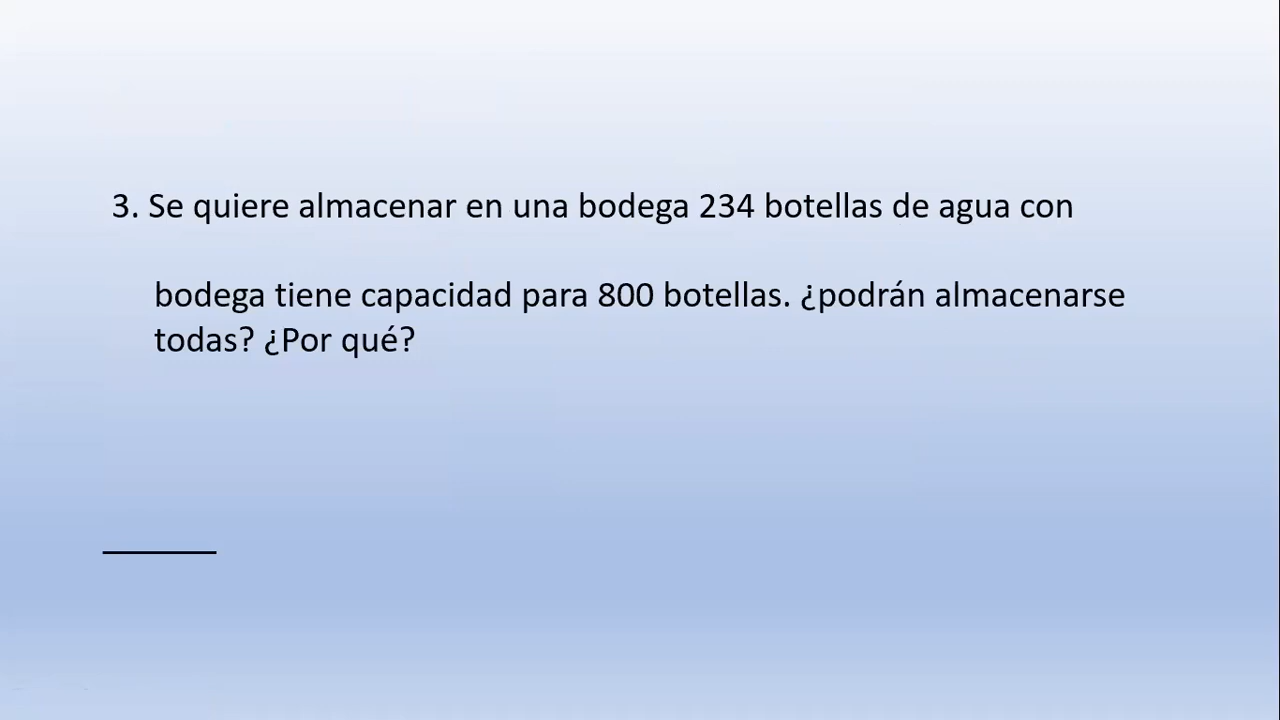 3. Se quiere almacenar en una bodega 234 botellas de agua con
bodega tiene capacidad para 800 botellas. ¿podrán almacenarse
todas? ¿Por qué?